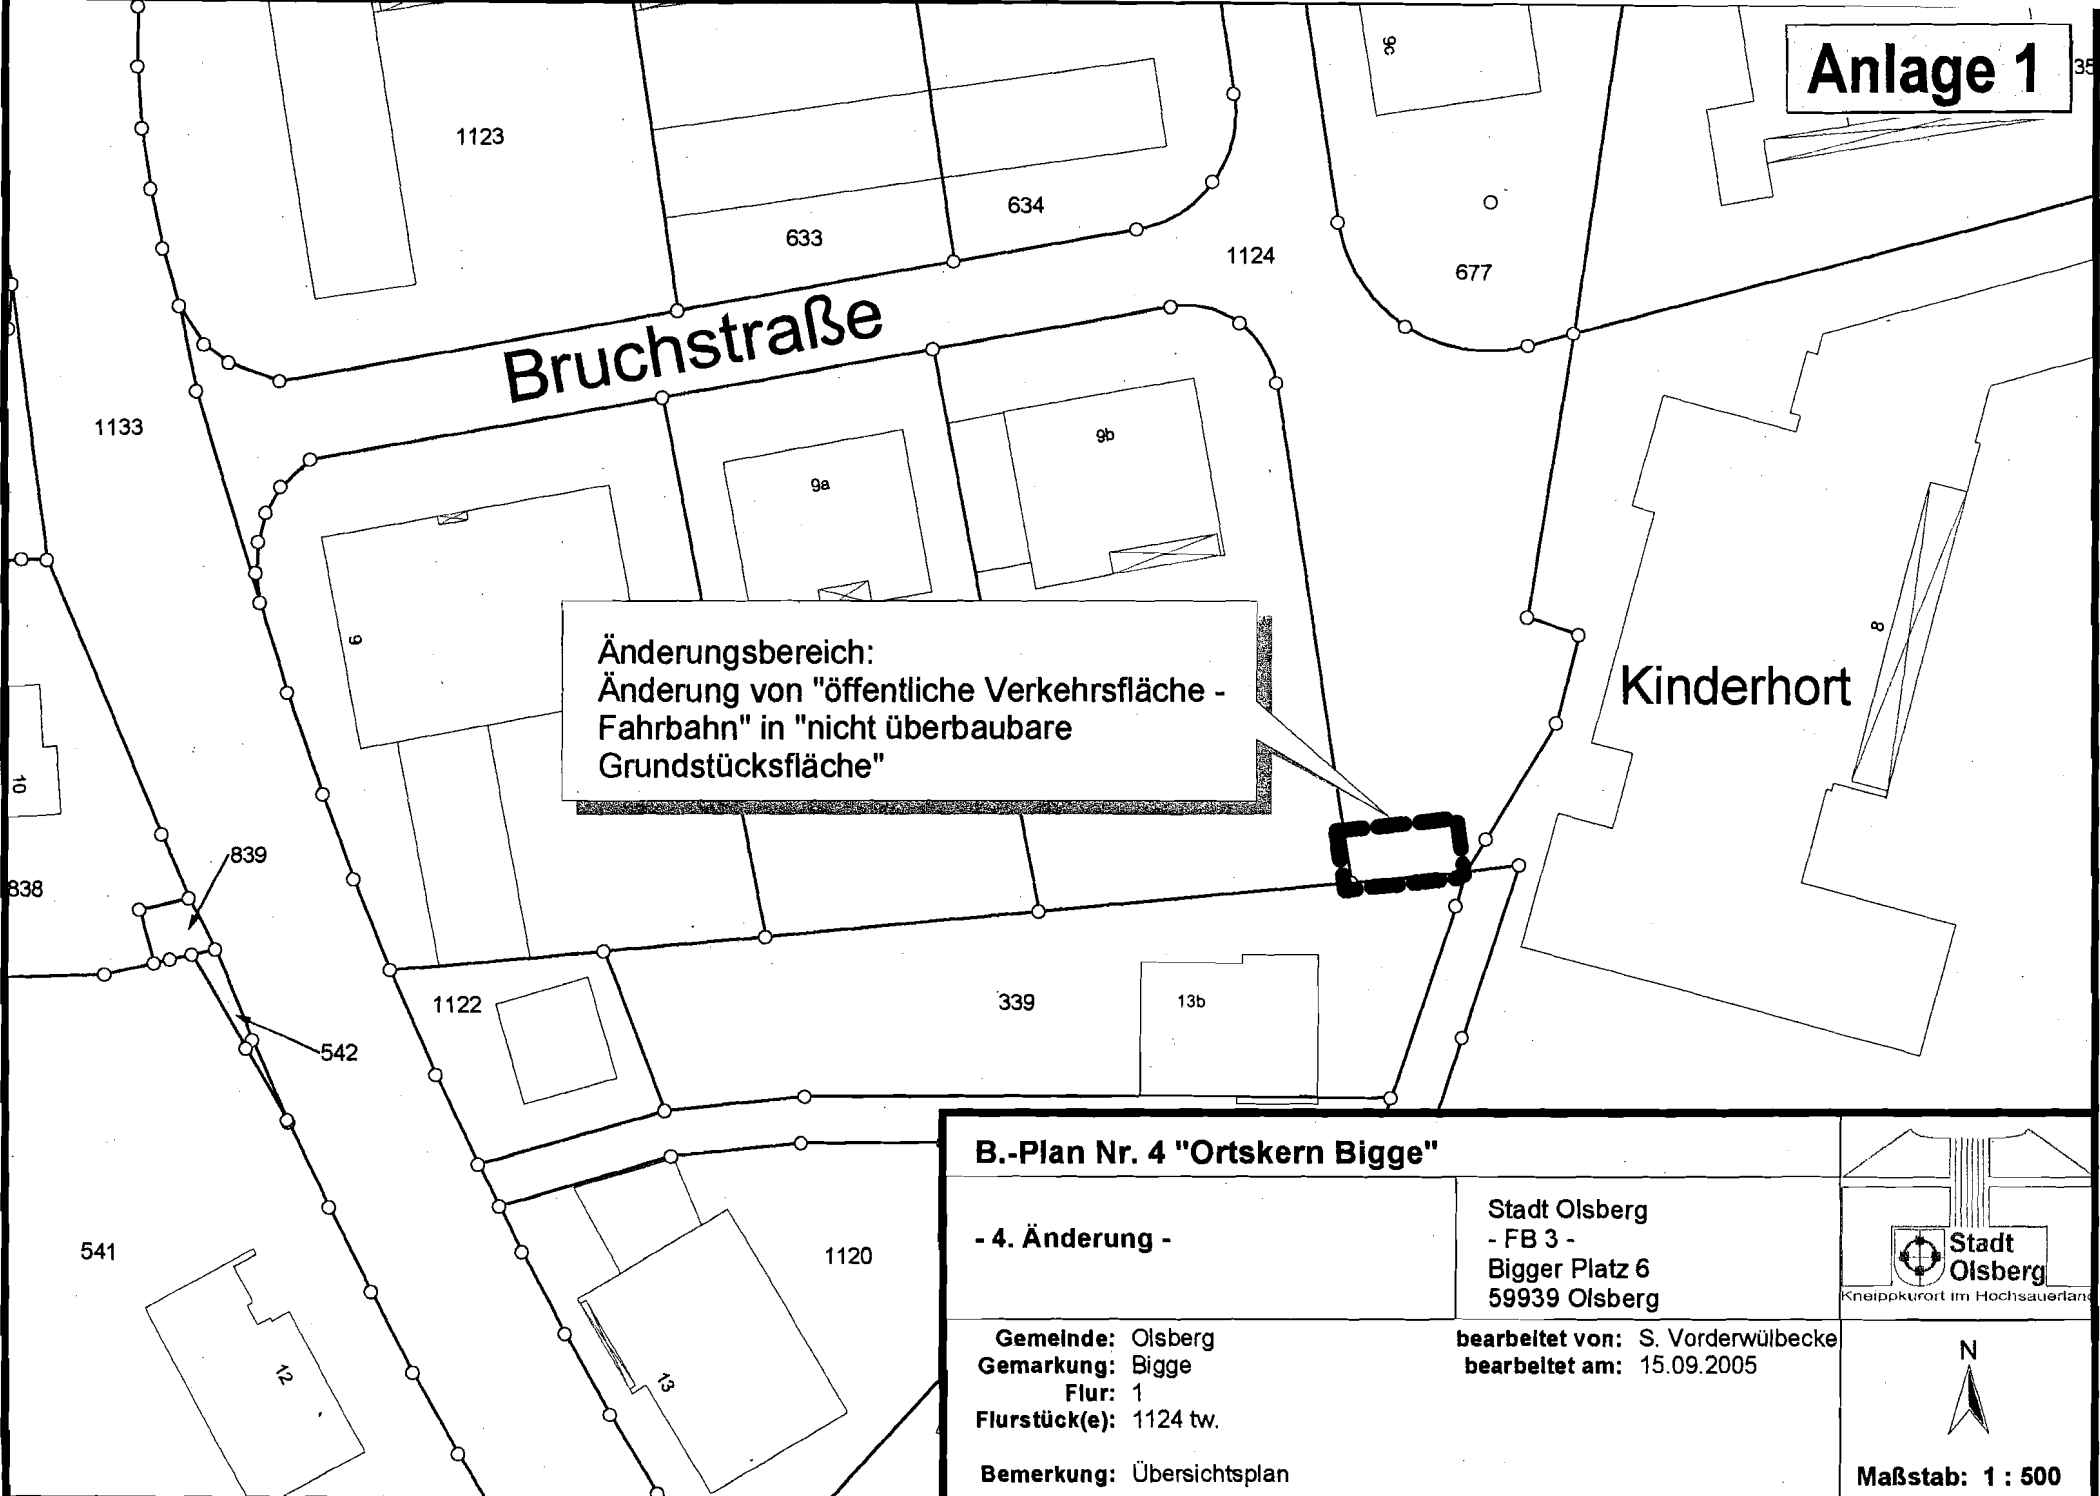 Anlage 1
35
9c
1123
634
633
1124
677
Bruchstraße
1133
9a
9b
9
8
Änderungsbereich:
Änderung von "öffentliche Verkehrsfläche -
Fahrbahn" in "nicht überbaubare
Grundstücksfläche"
Kinderhort
10
839
838
1122
339
13b
542
541
12
13
1120
B.-Plan Nr. 4 "Ortskern Bigge"
- 4. Änderung -
Stadt Olsberg
- FB 3 -
Bigger Platz 6
59939 Olsberg
Stadt
Olsberg
Kneippkurort im Hochsauerland
Gemeinde: Olsberg
Gemarkung: Bigge
Flur: 1
Flurstück(e): 1124 tw.
Bemerkung: Übersichtsplan
bearbeitet von: S. Vorderwülbecke
bearbeitet am: 15.09.2005
N
Maßstab: 1 : 500